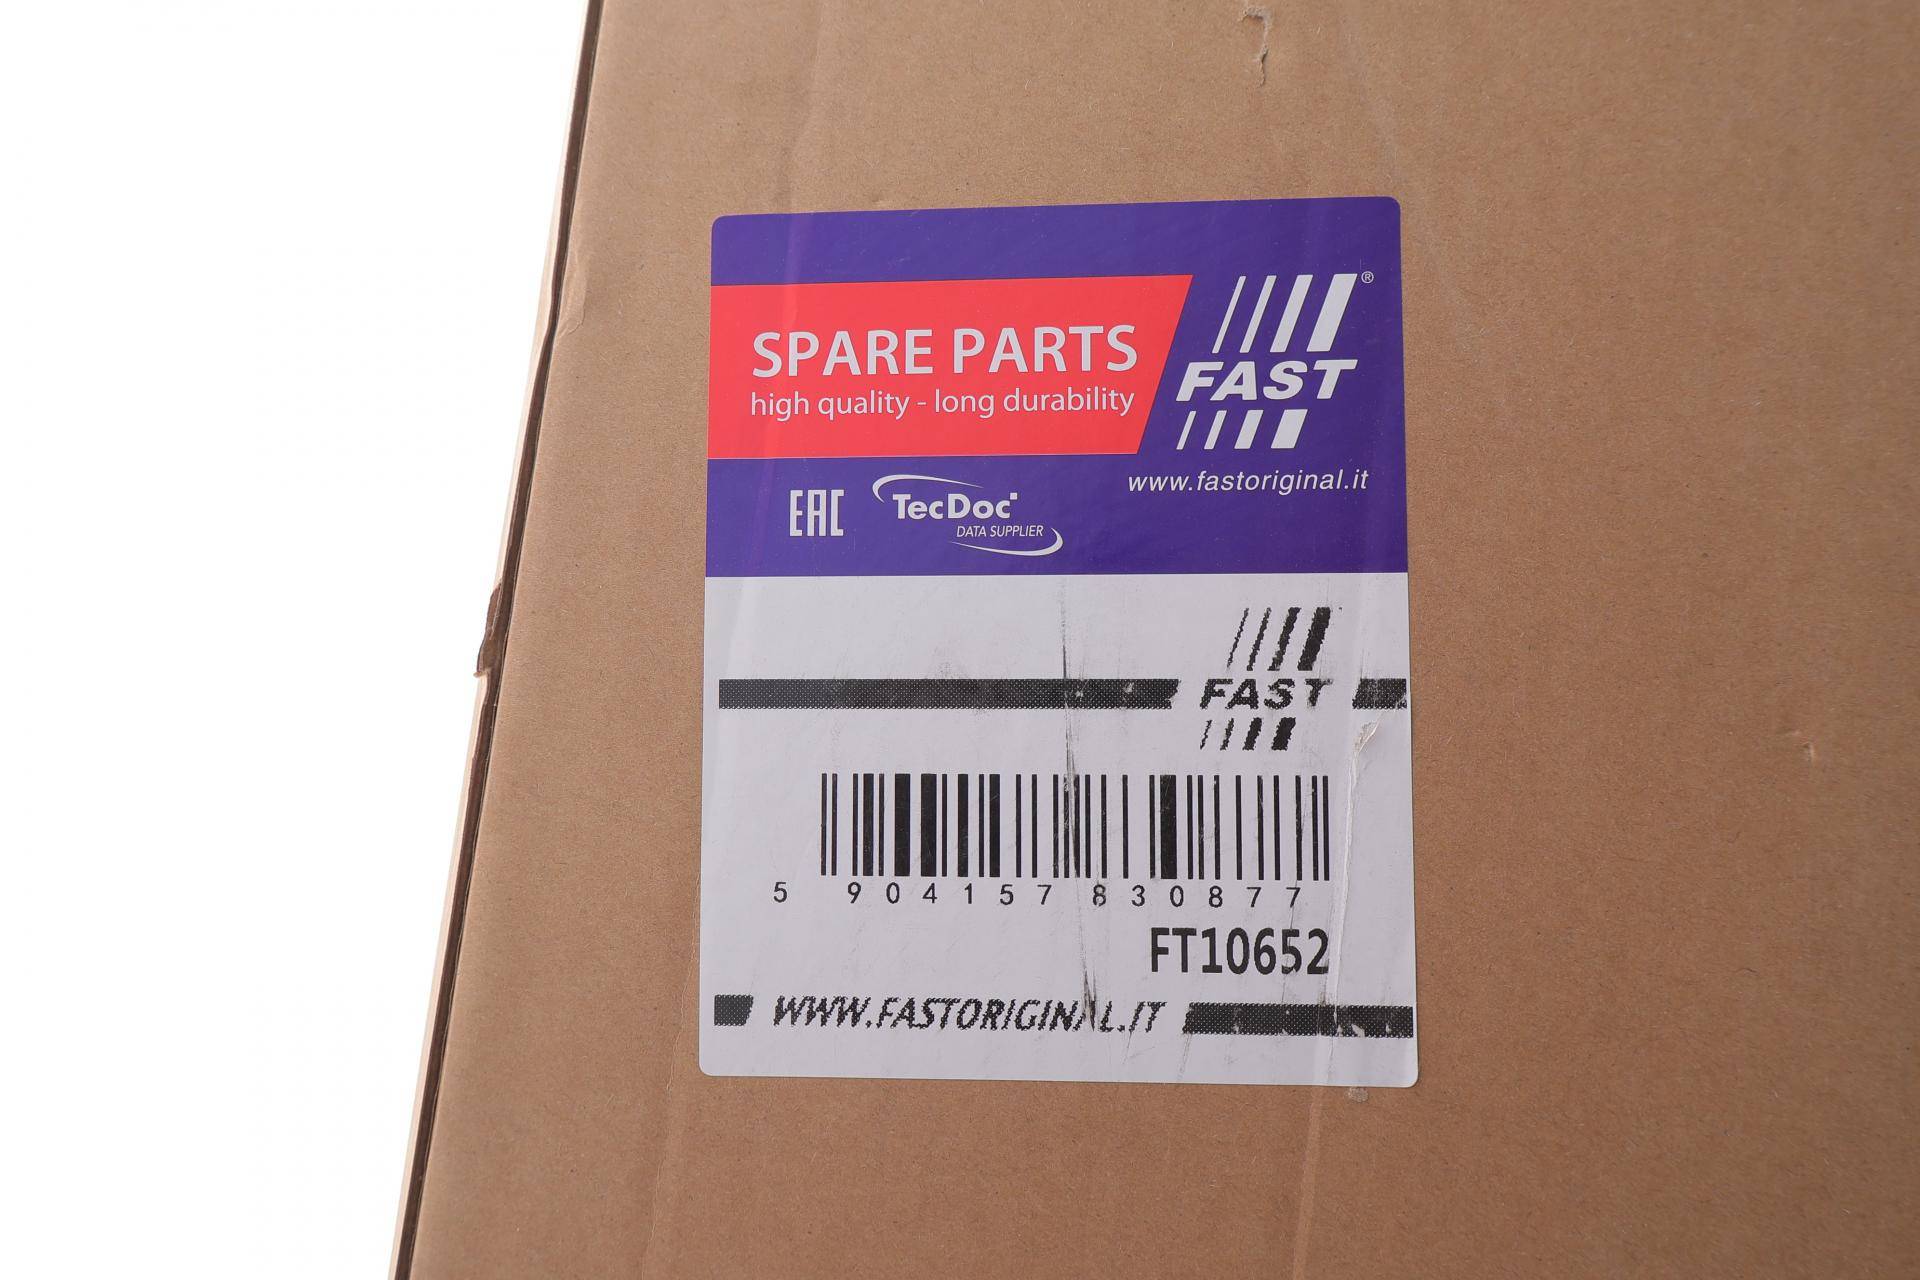 SPARE PARTS
high quality - long durability
FAST®
www.fastoriginal.it
EAC
TecDoc
DATA SUPPLIER
FAST
5 904157 830877
FT10652
WWW.FASTORIGINAL.IT